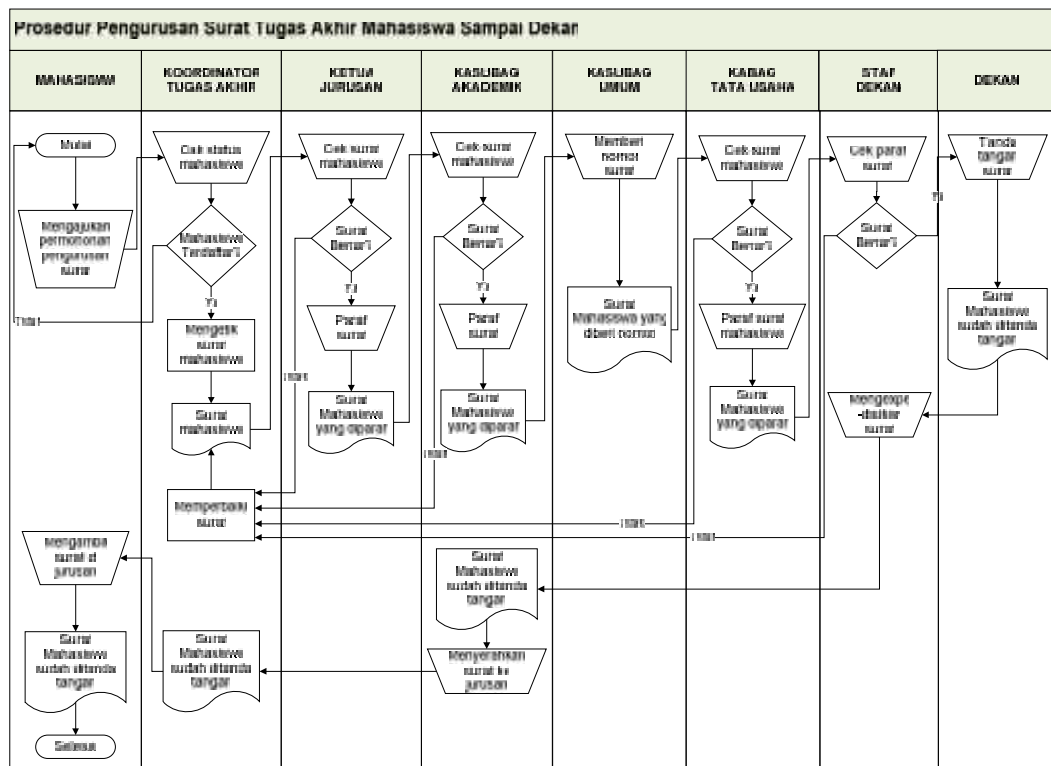 Prosedur Pengurusan Surat Tugas Akhir Mahasiswa Sampai Dekan
MAHASISWA
KOORDINATOR
TUGAS AKHIR
KETUA
JURUSAN
KASUBAG
AKADEMIK
KASUBAG
UMUM
KABAG
TATA USAHA
STAF
DEKAN
DEKAN
Mulai
Mengajukan
permohonan
pengurusan
surat
Cek status
mahasiswa
Mahasiswa
Terdaftar?
Ya
Tidak
Mengetik
surat
mahasiswa
Surat
mahasiswa
Memperbaiki
surat
Cek surat
mahasiswa
Surat
Benar?
Ya
Tidak
Paraf
surat
Surat
Mahasiswa
yang diparaf
Cek surat
mahasiswa
Surat
Benar?
Ya
Tidak
Paraf
surat
Surat
Mahasiswa
yang diparaf
Memberi
nomor
surat
Surat
Mahasiswa yang
diberi nomor
Cek surat
mahasiswa
Surat
Benar?
Ya
Tidak
Paraf surat
mahasiswa
Surat
Mahasiswa
yang diparaf
Cek paraf
surat
Surat
Benar?
Ya
Tidak
Tanda
tangan
surat
Surat
Mahasiswa
sudah ditanda
tangan
Mengexpe
-disikan
surat
Surat
Mahasiswa
sudah ditanda
tangan
Menyerahkan
surat ke
jurusan
Surat
Mahasiswa
sudah ditanda
tangan
Mengambil
surat di
jurusan
Surat
Mahasiswa
sudah ditanda
tangan
Selesai